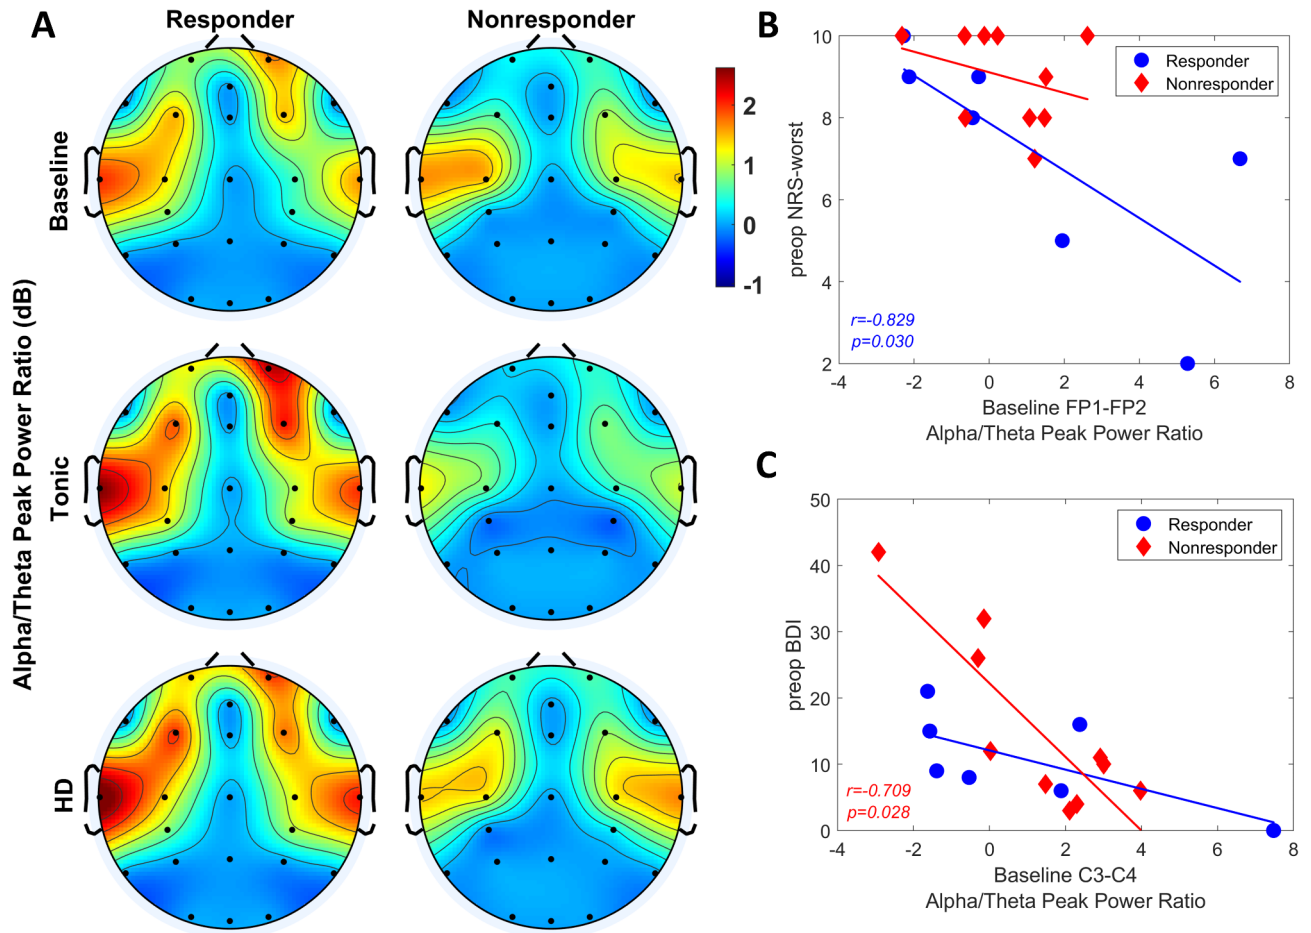 A
Responder
Nonresponder
Alpha/Theta Peak Power Ratio (dB)
Baseline
Tonic
HD
2
1
0
-1
B
preop NRS-worst
10
8
6
4
2
-4
-2
0
2
4
6
8
Responder
Nonresponder
r=-0.829
p=0.030
Baseline FP1-FP2
Alpha/Theta Peak Power Ratio
C
preop BDI
50
40
30
20
10
0
-4
-2
0
2
4
6
8
Responder
Nonresponder
r=-0.709
p=0.028
Baseline C3-C4
Alpha/Theta Peak Power Ratio